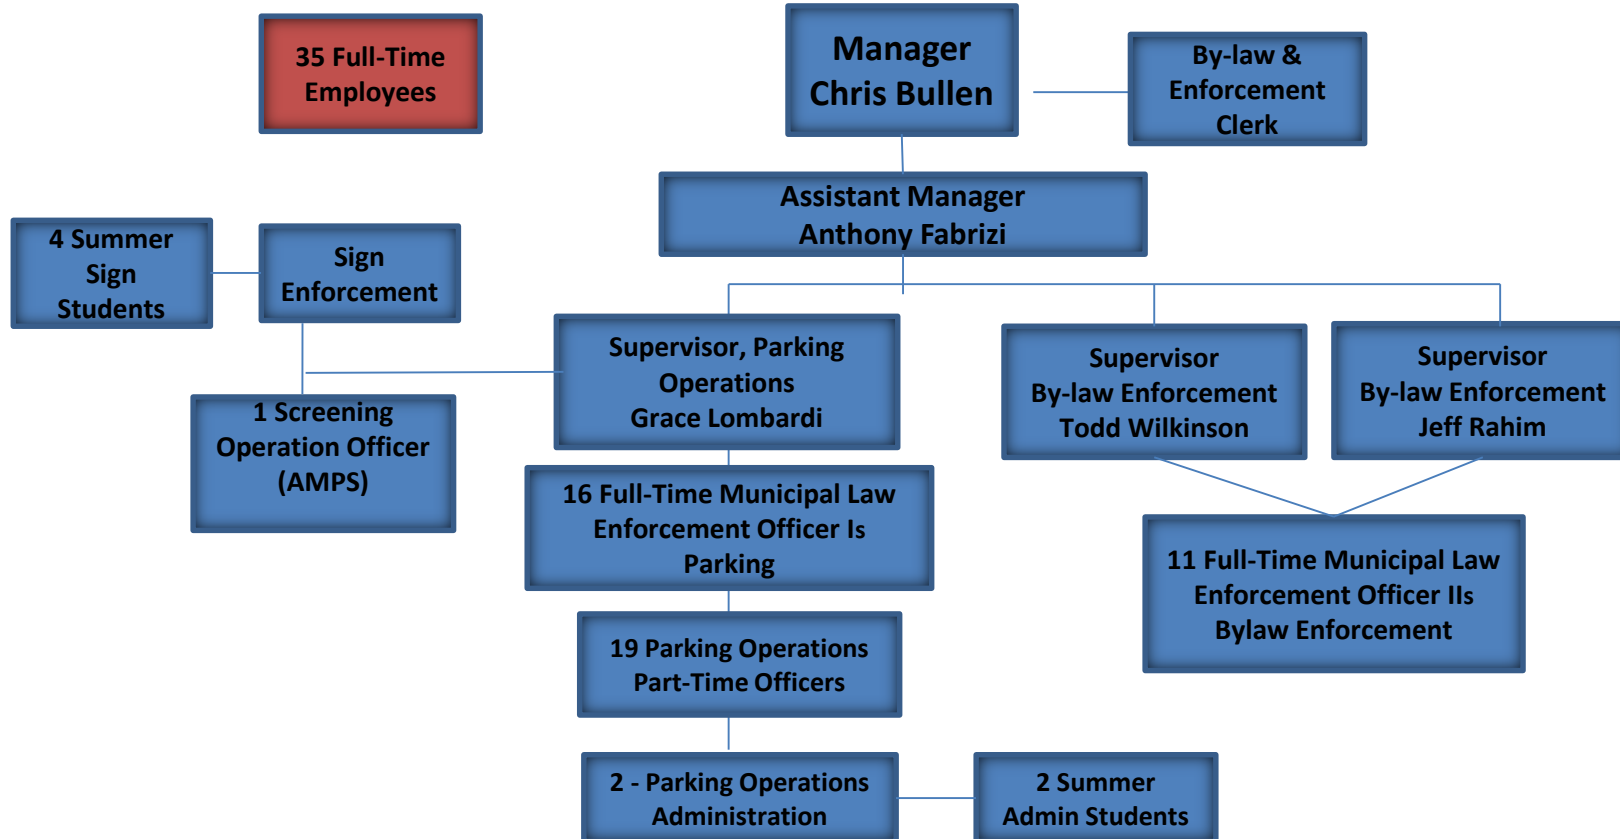 35 Full-Time
Employees
Manager
Chris Bullen
By-law &
Enforcement
Clerk
Assistant Manager
Anthony Fabrizi
4 Summer
Sign
Students
Sign
Enforcement
Supervisor, Parking
Operations
Grace Lombardi
Supervisor
By-law Enforcement
Todd Wilkinson
Supervisor
By-law Enforcement
Jeff Rahim
1 Screening
Operation Officer
(AMPS)
16 Full-Time Municipal Law
Enforcement Officer Is
Parking
11 Full-Time Municipal Law
Enforcement Officer IIs
Bylaw Enforcement
19 Parking Operations
Part-Time Officers
2 - Parking Operations
Administration
2 Summer
Admin Students